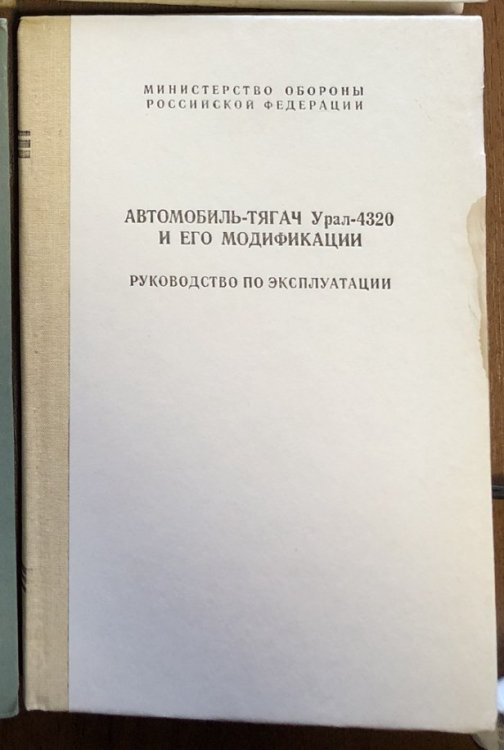 МИНИСТЕРСТВО ОБОРОНЫ
РОССИЙСКОЙ ФЕДЕРАЦИИ
АВТОМОБИЛЬ-ТЯГАЧ Урал-4320
И ЕГО МОДИФИКАЦИИ
РУКОВОДСТВО ПО ЭКСПЛУАТАЦИИ